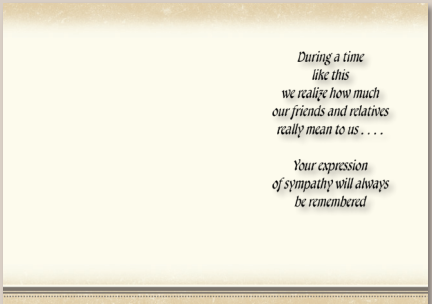 During a time
like this
we realize how much
our friends and relatives
really mean to us . . . .
Your expression
of sympathy will always
be remembered